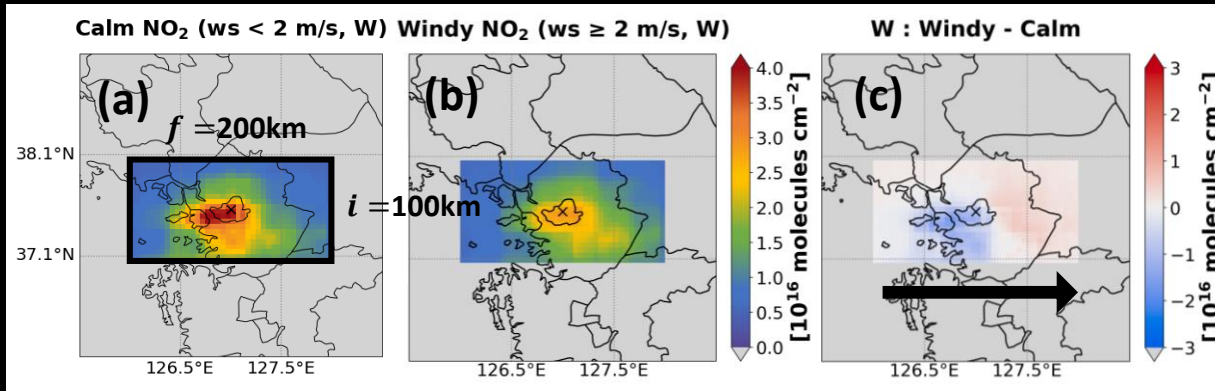 Calm NO₂ (ws < 2 m/s, W)
Windy NO₂ (ws ≥ 2 m/s, W)
W : Windy - Calm
(a)
f =200km
i =100km
38.1°N
37.1°N
126.5°E
127.5°E
(b)
126.5°E
127.5°E
4.0
3.5
3.0
2.5
2.0
1.5
1.0
0.5
0.0
[10¹⁶ molecules cm⁻²]
(c)
126.5°E
127.5°E
3
2
1
0
−1
−2
−3
[10¹⁶ molecules cm⁻²]